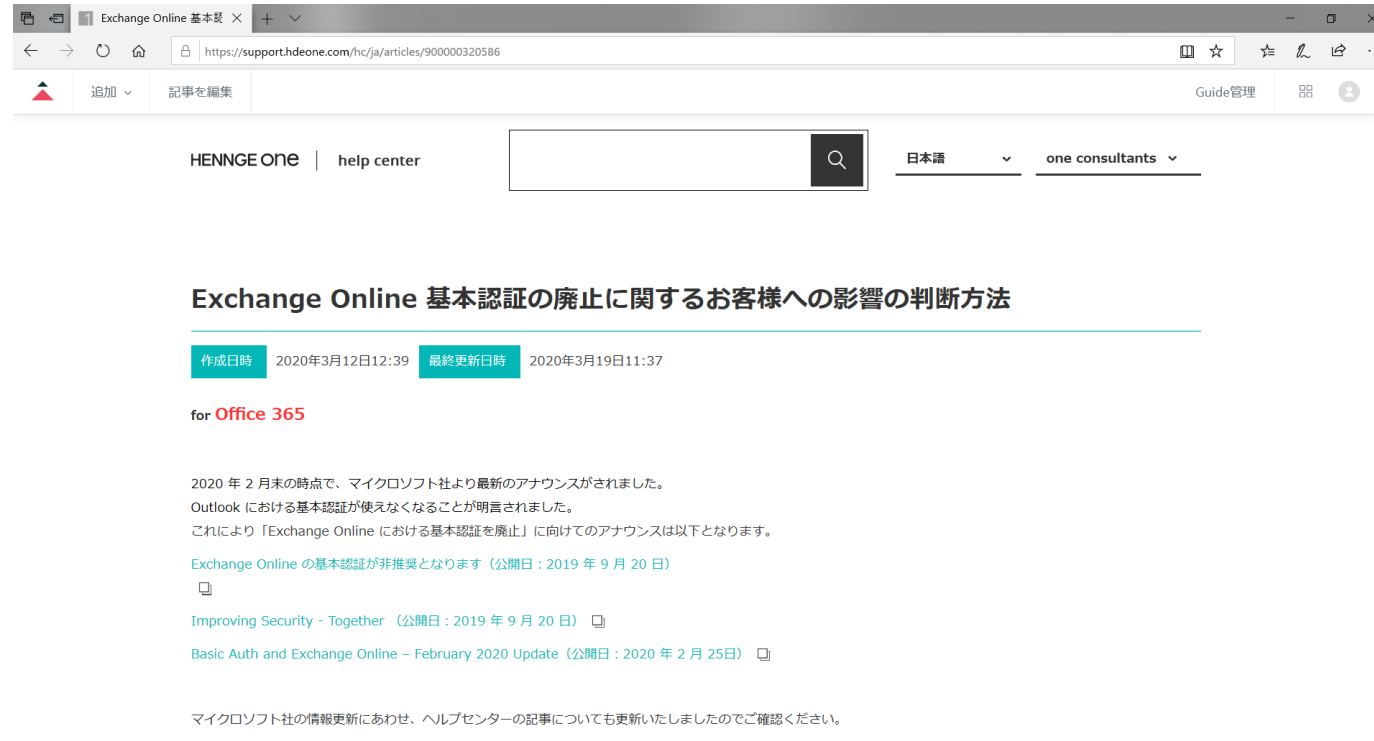 Exchange Online 基本認
https://support.hdeone.com/hc/ja/articles/900000320586
追加
記事を編集
Guide管理
HENNGE one
help center
日本語
one consultants
Exchange Online 基本認証の廃止に関するお客様への影響の判断方法
作成日時 2020年3月12日12:39 最終更新日時 2020年3月19日11:37
for Office 365
2020 年 2 月末の時点で、マイクロソフト社より最新のアナウンスがされました。
Outlook における基本認証が使えなくなることが明言されました。
これにより「Exchange Online における基本認証を廃止」に向けてのアナウンスは以下となります。
Exchange Online の基本認証が非推奨となります（公開日：2019 年 9 月 20 日）
Improving Security - Together （公開日：2019 年 9 月 20 日）
Basic Auth and Exchange Online – February 2020 Update（公開日：2020 年 2 月 25日）
マイクロソフト社の情報更新にあわせ、ヘルプセンターの記事についても更新いたしましたのでご確認ください。